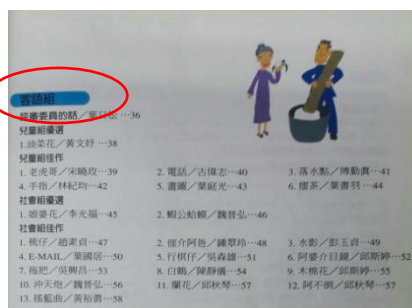 客語組
評審委員的話／葉日松…36
兒童組優選
1.油菜花／黃文妤…38
兒童組佳作
1. 老虎哥／宋曉玫…39 2. 電話／古偉志…40 3. 落水點／傅勤真…41
4. 手指／林紀均…42 5. 畫圖／葉庭光…43 6. 擂茶／葉書羽…44
社會組優選
1. 娘婆花／李光福…45 2. 蝦公蛤蟆／魏晉弘…46
社會組佳作
1. 梘仔／趙素貞…47 2. 徛介阿爸／鍾翠玲…48 3. 水影／彭玉貞…49
4. E-MAIL／葉國居…50 5. 行棋仔／吳森雄…51 6. 阿婆介目鏡／邱斯婷…52
7. 拖耙／吳桐昌…53 8. 白鶴／陳靜儀…54 9. 木棉花／邱斯婷…55
10. 沖天炮／魏晉弘…56 11. 蘭花／邱秋琴…57 12. 阿不倒／邱秋琴…57
13. 搖籃曲／黃裕貴…58